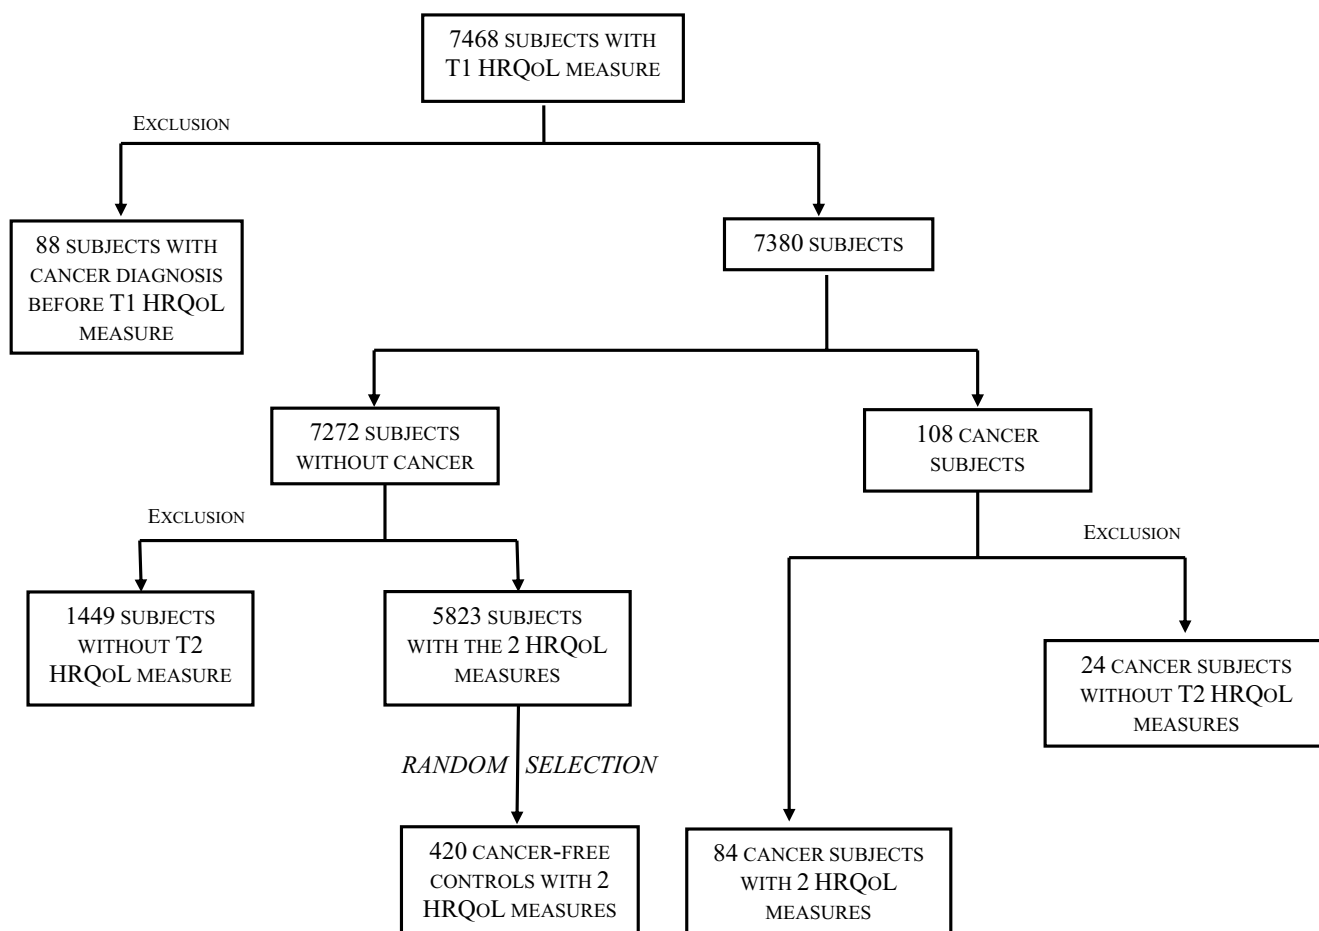 7468 SUBJECTS WITH
T1 HRQOL MEASURE
EXCLUSION
88 SUBJECTS WITH
CANCER DIAGNOSIS
BEFORE T1 HRQOL
MEASURE
7380 SUBJECTS
7272 SUBJECTS
WITHOUT CANCER
108 CANCER
SUBJECTS
EXCLUSION
EXCLUSION
1449 SUBJECTS
WITHOUT T2
HRQOL MEASURE
5823 SUBJECTS
WITH THE 2 HRQOL
MEASURES
24 CANCER SUBJECTS
WITHOUT T2 HRQOL
MEASURES
RANDOM SELECTION
420 CANCER-FREE
CONTROLS WITH 2
HRQOL MEASURES
84 CANCER SUBJECTS
WITH 2 HRQOL
MEASURES